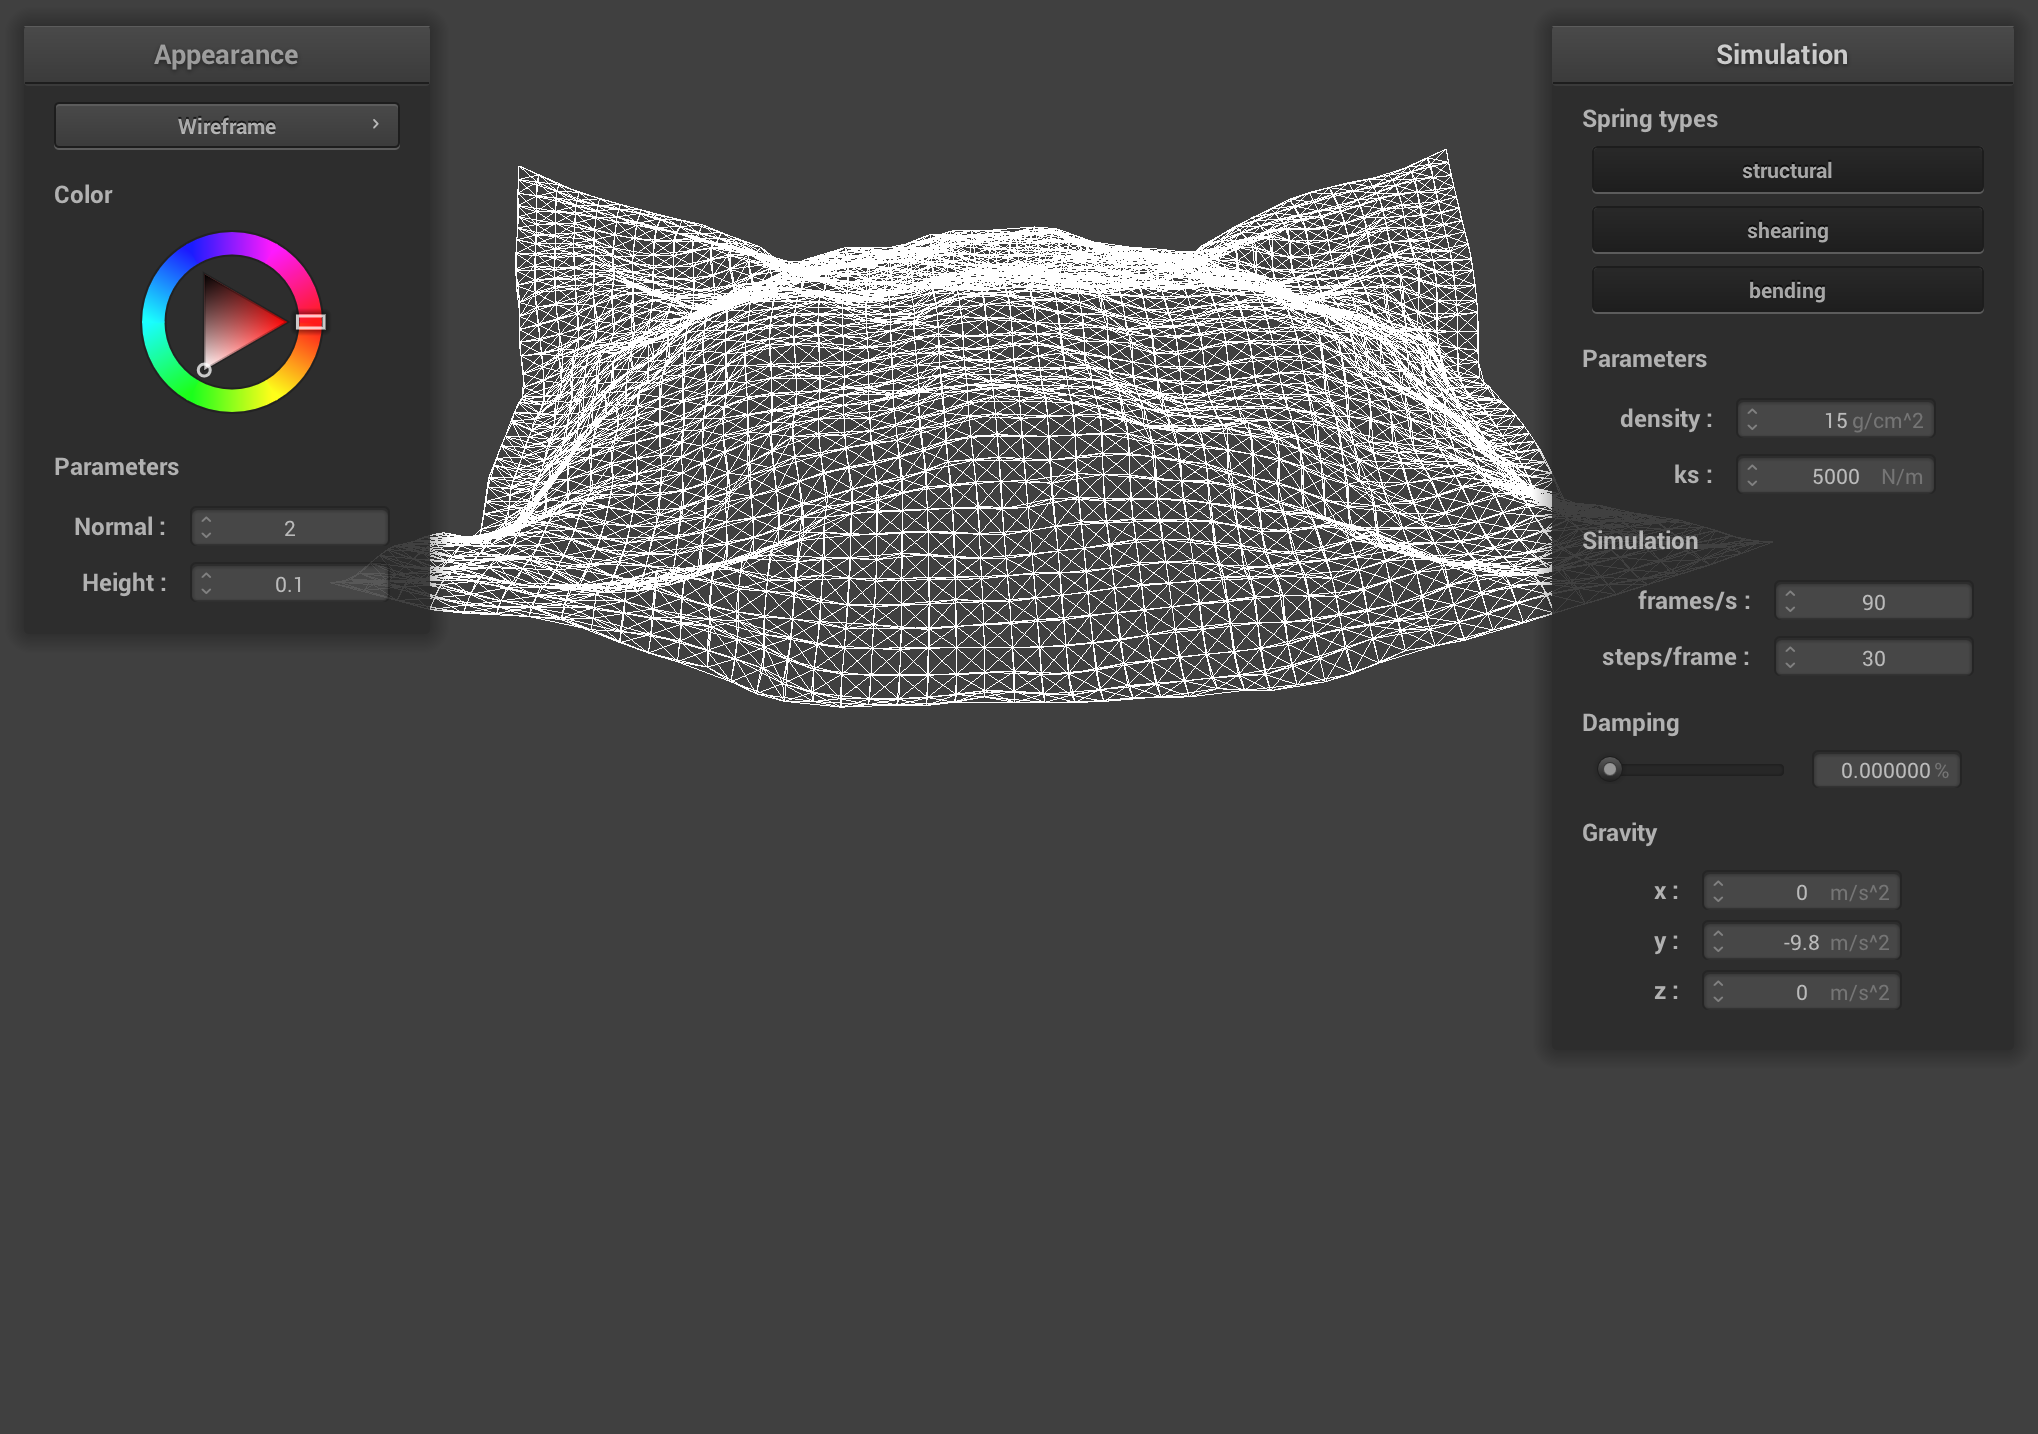 Appearance
Wireframe
Color
Parameters
Normal : 2
Height : 0.1
Simulation
Spring types
structural
shearing
bending
Parameters
density : 15 g/cm^2
ks : 5000 N/m
Simulation
frames/s : 90
steps/frame : 30
Damping
0.000000 %
Gravity
x : 0 m/s^2
y : -9.8 m/s^2
z : 0 m/s^2